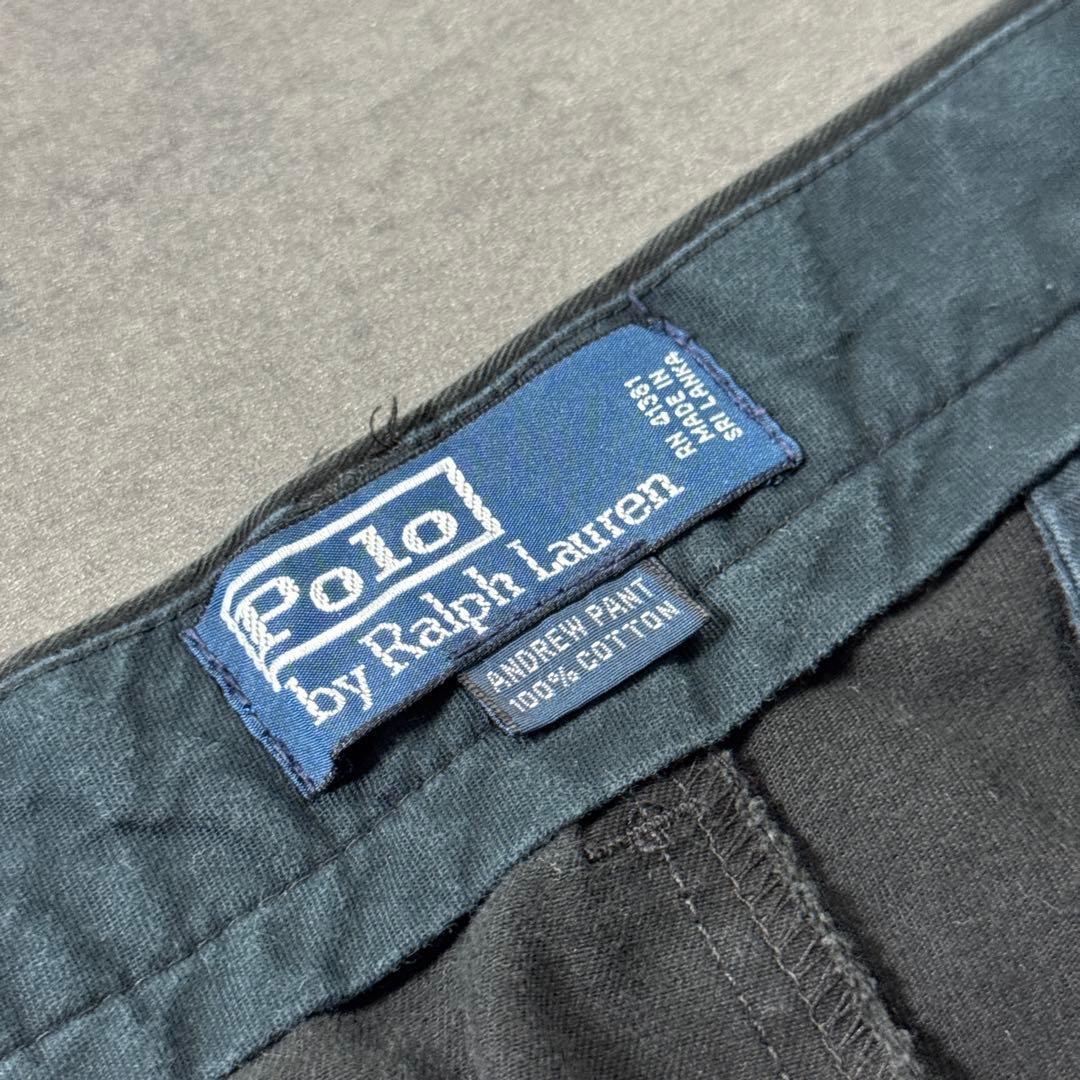 Polo
by Ralph Lauren
RN 41381
MADE IN
SRI LANKA
ANDREW PANT
100% COTTON